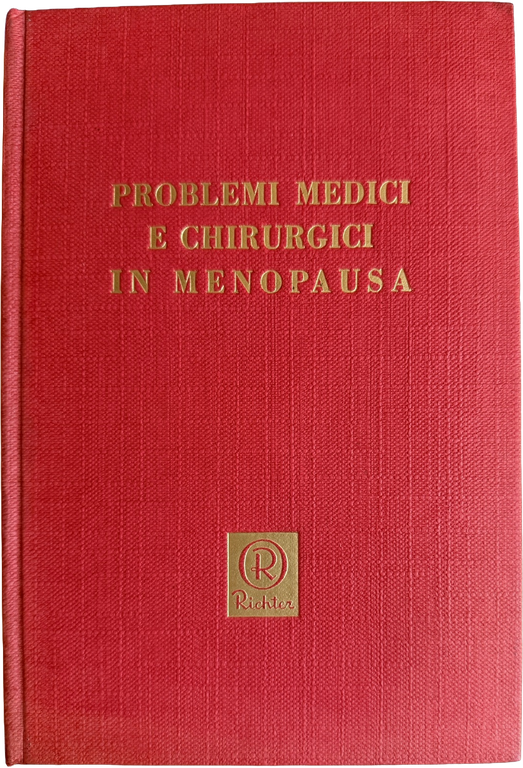 PROBLEMI MEDICI
E CHIRURGICI
IN MENOPAUSA
R
Richter